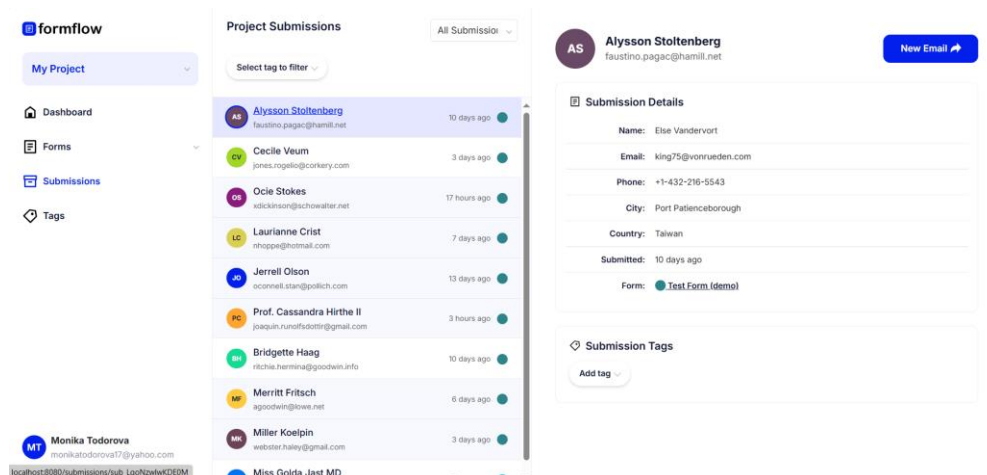 formflow
My Project
Dashboard
Forms
Submissions
Tags
MT
Monika Todorova
monikatodorova17@yahoo.com
localhost:8080/submissions/sub_
Project Submissions
All Submissio
Select tag to filter
AS
Alysson Stoltenberg
10 days ago
faustino.pagac@hamill.net
CV
Cecile Veum
3 days ago
jones.rogelio@corkery.com
OS
Ocie Stokes
17 hours ago
xdickinson@schowalter.net
LC
Laurianne Crist
7 days ago
nhoppe@hotmail.com
JO
Jerrell Olson
13 days ago
oconnell.stan@pollich.com
PC
Prof. Cassandra Hirthe II
3 hours ago
joaquin.runolfsdottir@gmail.com
BH
Bridgette Haag
10 days ago
ritchie.hermina@goodwin.info
MF
Merritt Fritsch
6 days ago
agoodwin@lowe.net
MK
Miller Koelpin
3 days ago
webster.haley@gmail.com
Miss Golda Jast MD
AS
Alysson Stoltenberg
faustino.pagac@hamill.net
New Email
Submission Details
Name: Else Vandervort
Email: king75@vonrueden.com
Phone: +1-432-216-5543
City: Port Patienceborough
Country: Taiwan
Submitted: 10 days ago
Form: Test Form (demo)
Submission Tags
Add tag